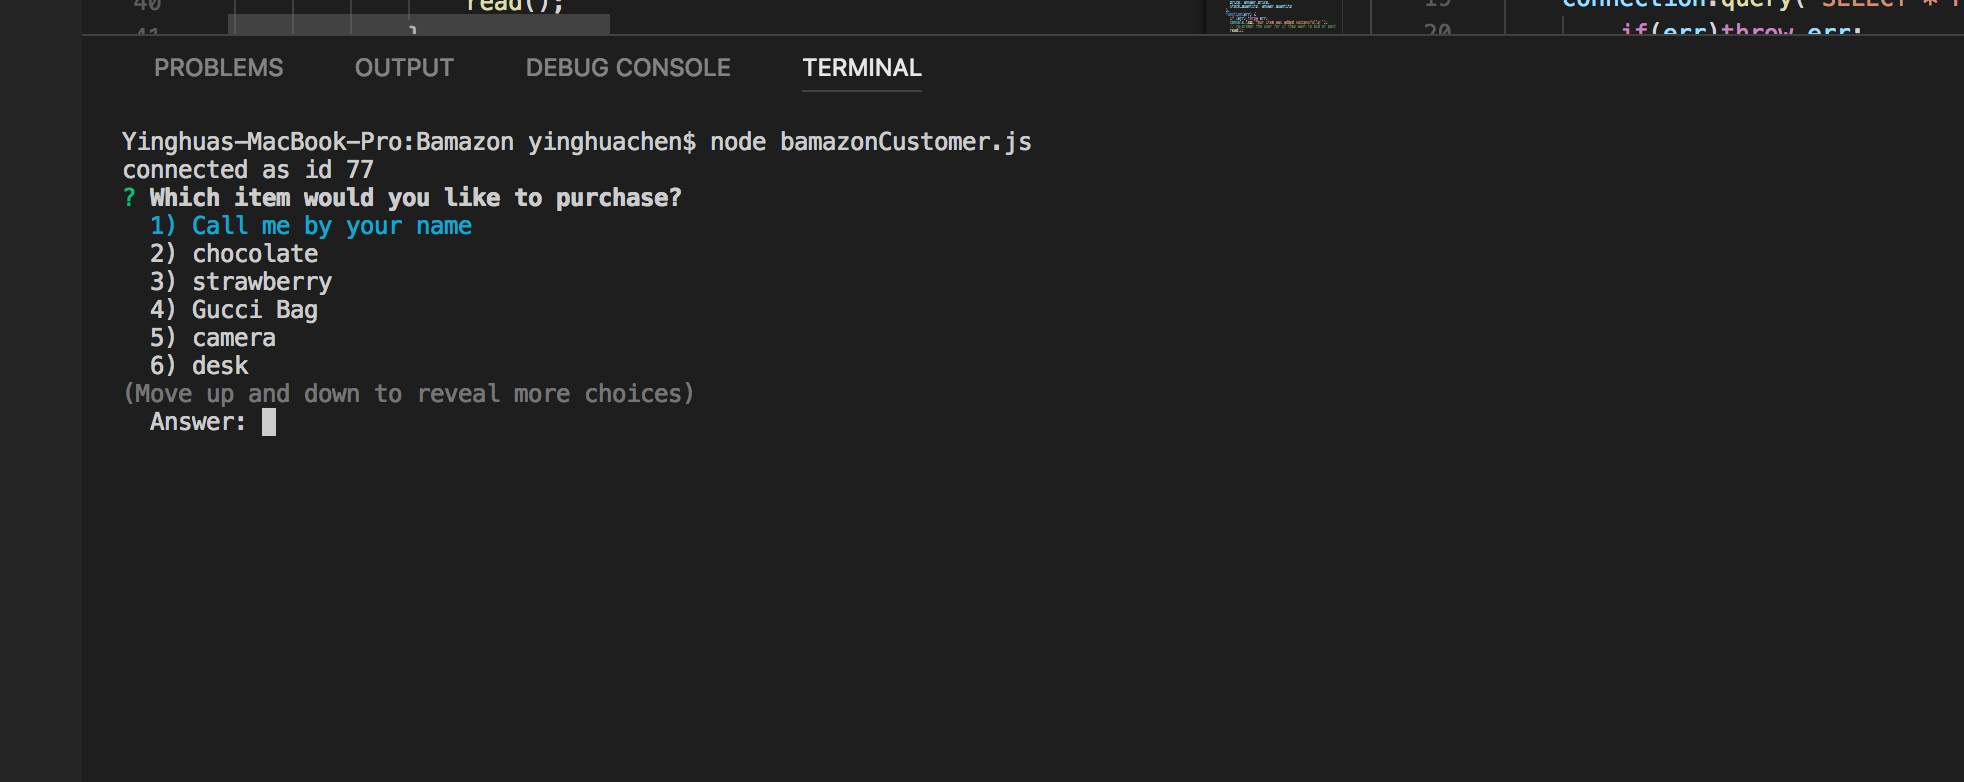 40 read();
41 }
19 connection.query(
20 if(err)throw err;
PROBLEMS OUTPUT DEBUG CONSOLE TERMINAL
Yinghuas-MacBook-Pro:Bamazon yinghuachen$ node bamazonCustomer.js
connected as id 77
? Which item would you like to purchase?
1) Call me by your name
2) chocolate
3) strawberry
4) Gucci Bag
5) camera
6) desk
(Move up and down to reveal more choices)
Answer: